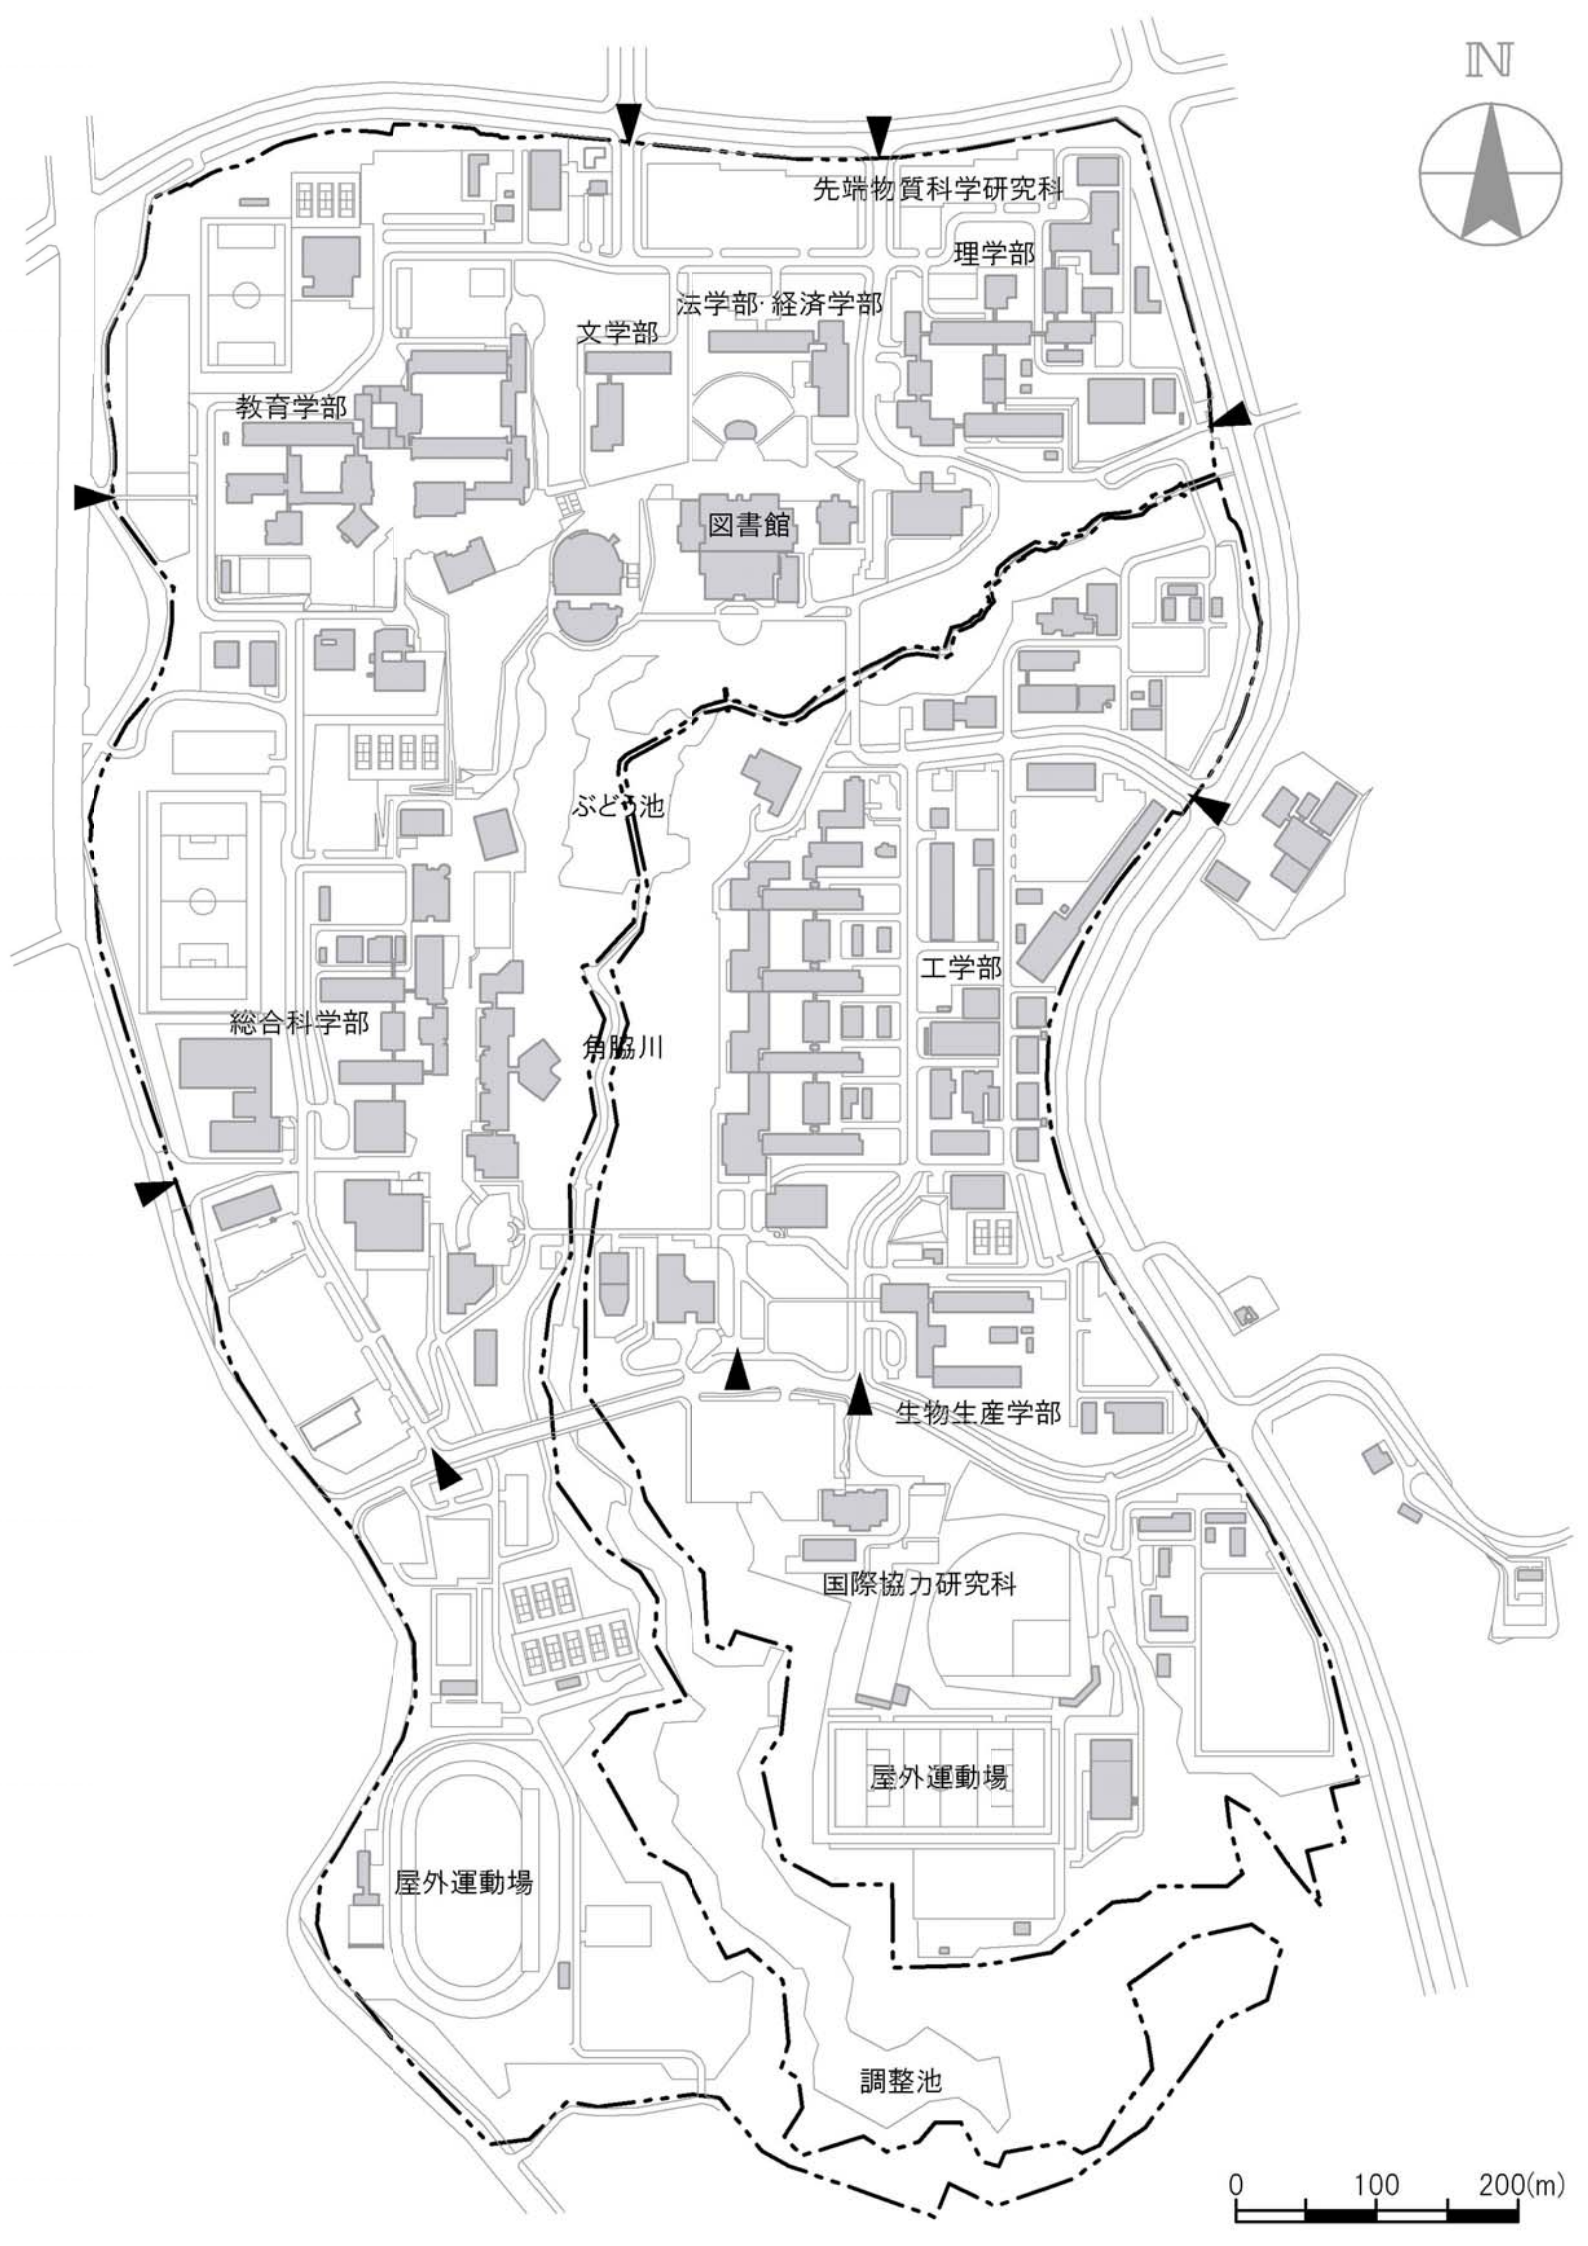 N
先端物質科学研究科
理学部
法学部・経済学部
文学部
教育学部
図書館
ぶどう池
工学部
総合科学部
角脇川
生物生産学部
国際協力研究科
屋外運動場
屋外運動場
調整池
0 100 200(m)